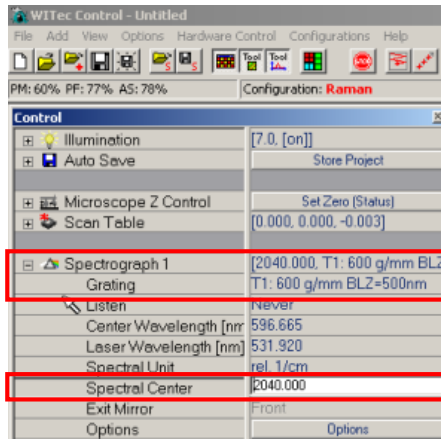 WITec Control - Untitled
File Add View Options Hardware Control Configurations Help
Tool Tool
PM: 60% PF: 77% AS: 78% Configuration: Raman
Control
Illumination [7.0, [on]]
Auto Save Store Project
Microscope Z Control Set Zero (Status)
Scan Table [0.000, 0.000, -0.003]
Spectrograph 1 [2040.000, T1: 600 g/mm BLZ
Grating T1: 600 g/mm BLZ=500nm
Listen Never
Center Wavelength [nm 596.665
Laser Wavelength [nm] 531.920
Spectral Unit rel. 1/cm
Spectral Center 2040.000
Exit Mirror Front
Options Options